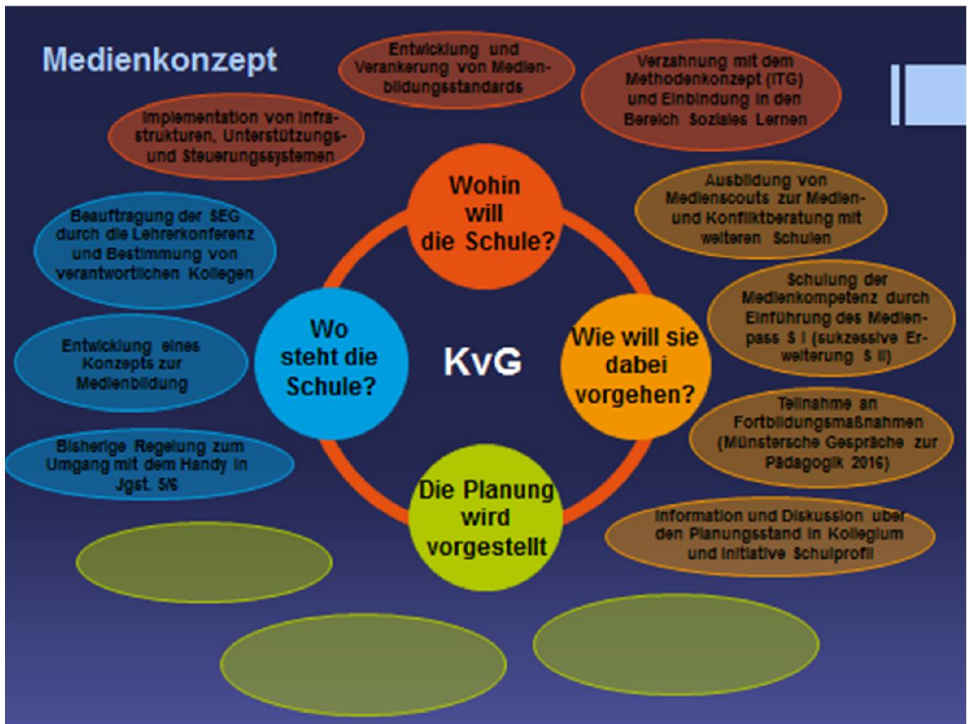 Medienkonzept
Entwicklung und
Verankerung von Medien-
bildungsstandards
Verzahnung mit dem
Methodenkonzept (ITG)
und Einbindung in den
Bereich Soziales Lernen
Implementation von Infra-
strukturen, Unterstützungs-
und Steuerungssystemen
Wohin
will
die Schule?
Ausbildung von
Medienscouts zur Medien-
und Konfliktberatung mit
weiteren Schulen
Beauftragung der SEG
durch die Lehrerkonferenz
und Bestimmung von
verantwortlichen Kollegen
Schulung der
Medienkompetenz durch
Einführung des Medien-
pass S I (sukzessive Er-
weiterung S II)
Wo
steht die
Schule?
KvG
Wie will sie
dabei
vorgehen?
Entwicklung eines
Konzepts zur
Medienbildung
Teilnahme an
Fortbildungsmaßnahmen
(Münstersche Gespräche zur
Pädagogik 2016)
Bisherige Regelung zum
Umgang mit dem Handy in
Jgst. 5/6
Die Planung
wird
vorgestellt
Information und Diskussion über
den Planungsstand in Kollegium
und Initiative Schulprofil